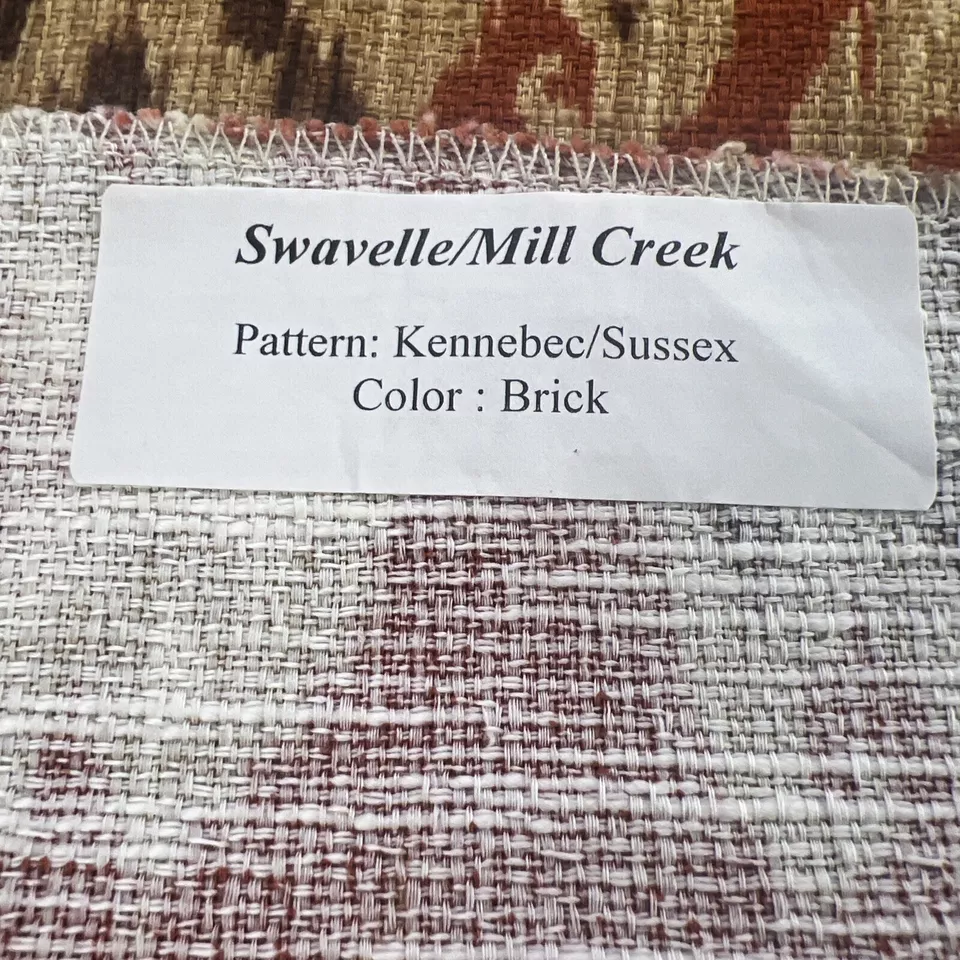 Swavelle/Mill Creek
Pattern: Kennebec/Sussex
Color : Brick